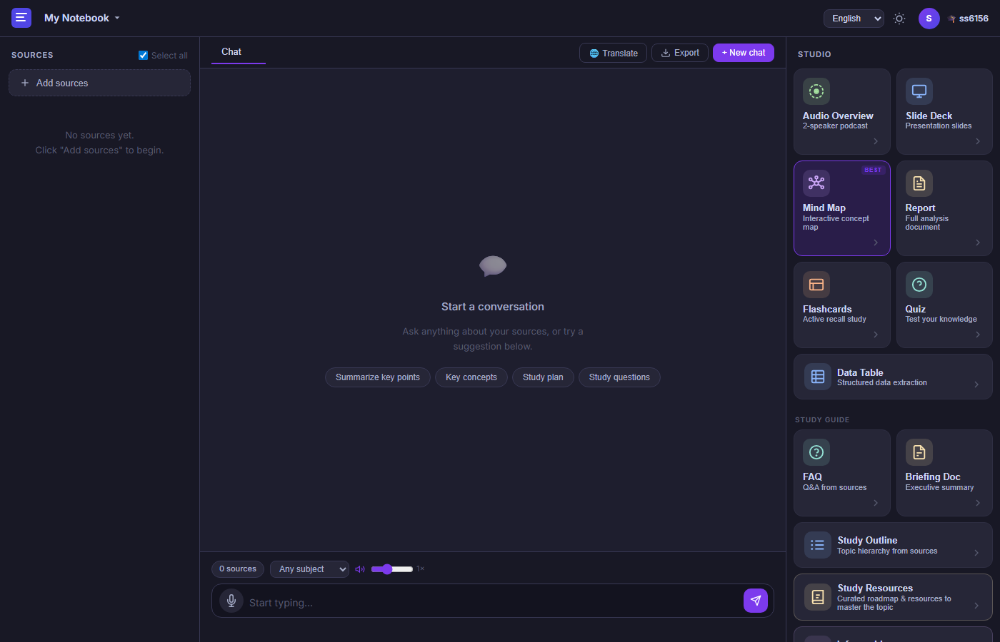 My Notebook
English
S
ss6156
SOURCES
Select all
Add sources
No sources yet.
Click "Add sources" to begin.
Chat
Translate
Export
+ New chat
Start a conversation
Ask anything about your sources, or try a
suggestion below.
Summarize key points
Key concepts
Study plan
Study questions
0 sources
Any subject
1×
Start typing...
STUDIO
Audio Overview
2-speaker podcast
Slide Deck
Presentation slides
BEST
Mind Map
Interactive concept
map
Report
Full analysis
document
Flashcards
Active recall study
Quiz
Test your knowledge
Data Table
Structured data extraction
STUDY GUIDE
FAQ
Q&A from sources
Briefing Doc
Executive summary
Study Outline
Topic hierarchy from sources
Study Resources
Curated roadmap & resources to
master the topic